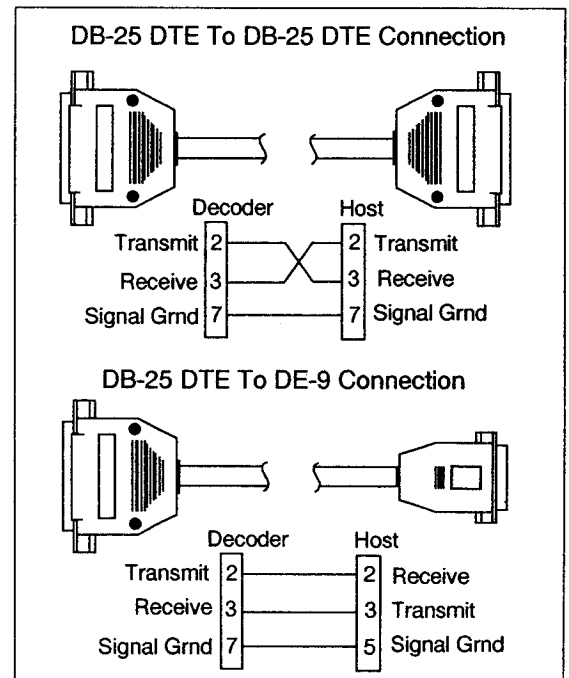 DB-25 DTE To DB-25 DTE Connection
Decoder Host
Transmit 2 2 Transmit
Receive 3 3 Receive
Signal Grnd 7 7 Signal Grnd
DB-25 DTE To DE-9 Connection
Decoder Host
Transmit 2 2 Receive
Receive 3 3 Transmit
Signal Grnd 7 5 Signal Grnd